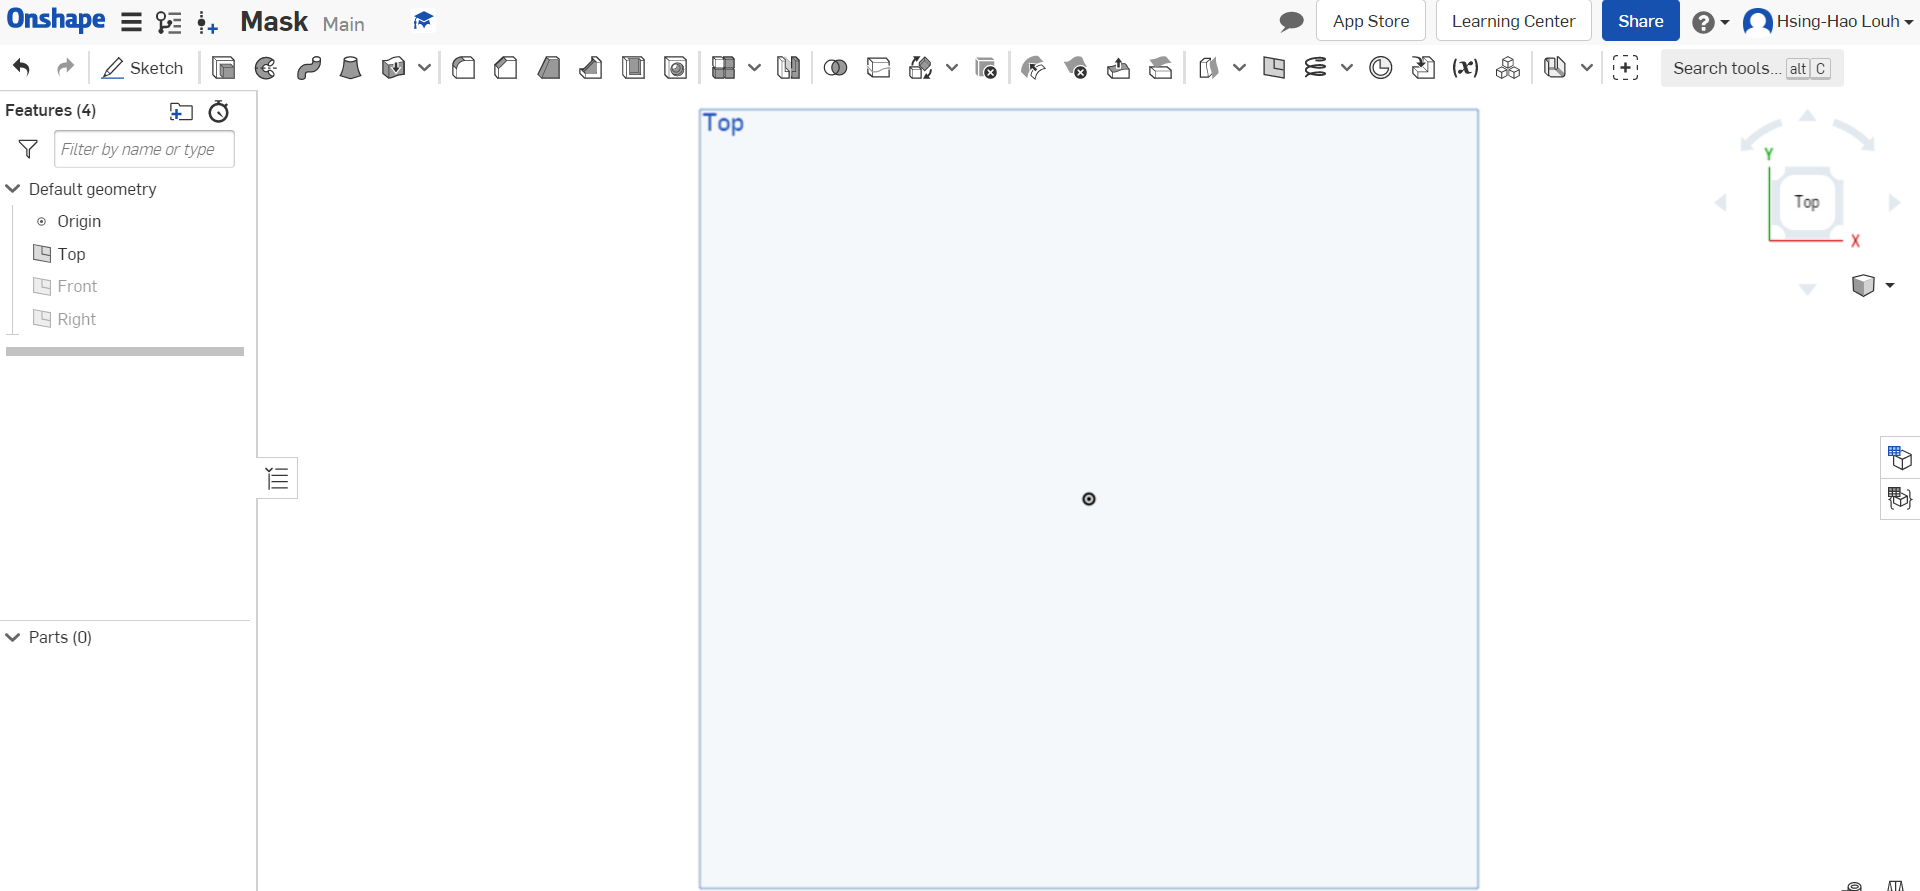 Onshape Mask Main App Store Learning Center Share Hsing-Hao Louh
Sketch (x) Search tools... alt C
Features (4)
Filter by name or type
Default geometry
Origin
Top
Front
Right
Parts (0)
Top
Y
Top
X